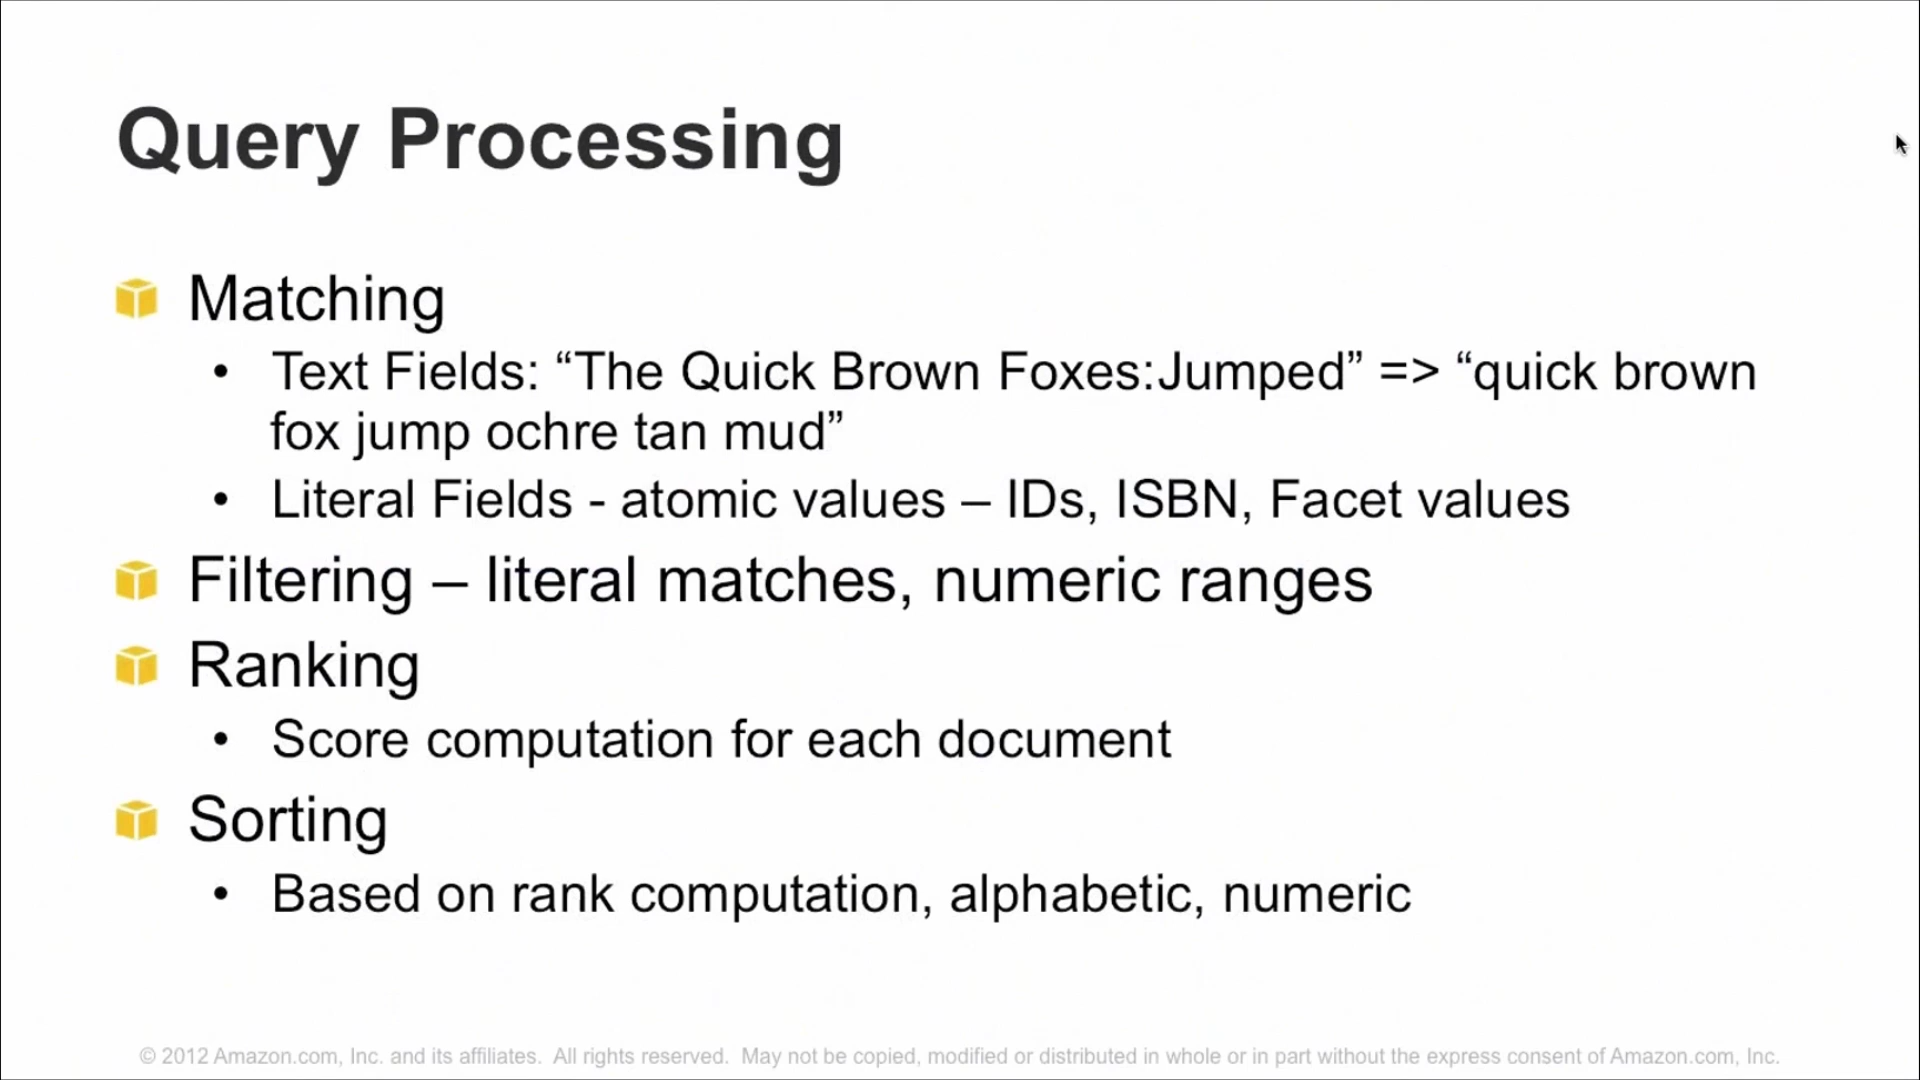 Query Processing
Matching
• Text Fields: “The Quick Brown Foxes:Jumped” => “quick brown
fox jump ochre tan mud”
• Literal Fields - atomic values – IDs, ISBN, Facet values
Filtering – literal matches, numeric ranges
Ranking
• Score computation for each document
Sorting
• Based on rank computation, alphabetic, numeric
© 2012 Amazon.com, Inc. and its affiliates. All rights reserved. May not be copied, modified or distributed in whole or in part without the express consent of Amazon.com, Inc.